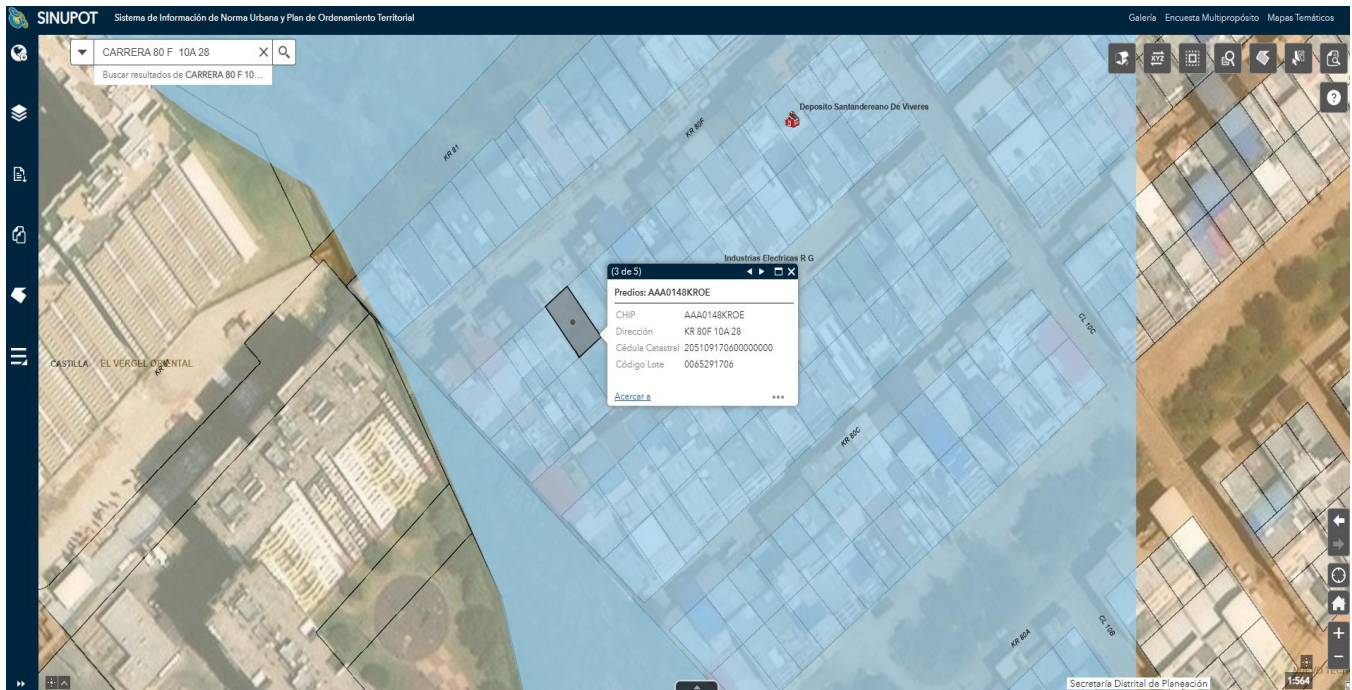 SINUPOT Sistema de Información de Norma Urbana y Plan de Ordenamiento Territorial
Galería Encuesta Multipropósito Mapas Temáticos
CARRERA 80 F 10A 28
Buscar resultados de CARRERA 80 F 10...
XYZ
?
Deposito Santandereano De Viveres
KR 80F
KR 81
Industrias Electricas R G
(3 de 5)
Predios: AAA0148KROE
CHIP AAA0148KROE
Dirección KR 80F 10A 28
Cédula Catastral 205109170600000000
Código Lote 0065291706
Acercar a
CL 10C
CASTILLA EL VERGEL ORIENTAL
KR 80C
CL 10B
KR 80A
Secretaría Distrital de Planeación
1:564